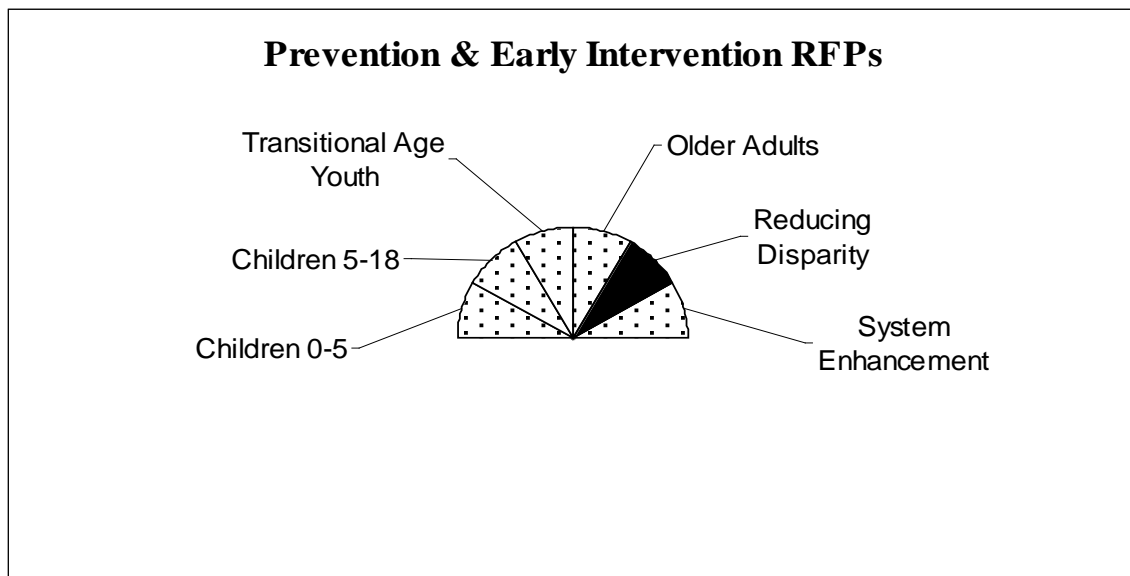 Prevention & Early Intervention RFPs
Transitional Age
Youth
Older Adults
Children 5-18
Reducing
Disparity
Children 0-5
System
Enhancement